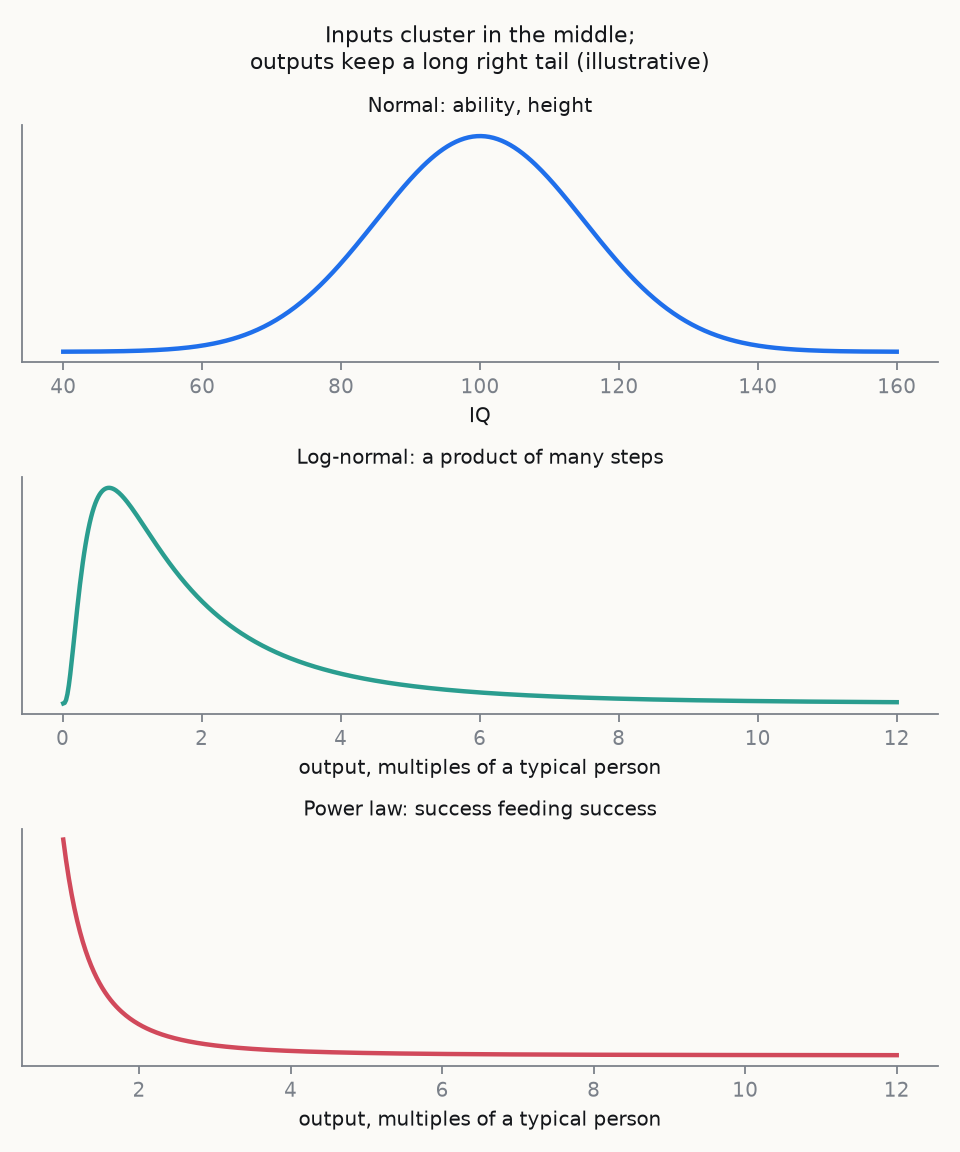 Inputs cluster in the middle;
outputs keep a long right tail (illustrative)
Normal: ability, height
40 60 80 100 120 140 160
IQ
Log-normal: a product of many steps
0 2 4 6 8 10 12
output, multiples of a typical person
Power law: success feeding success
2 4 6 8 10 12
output, multiples of a typical person